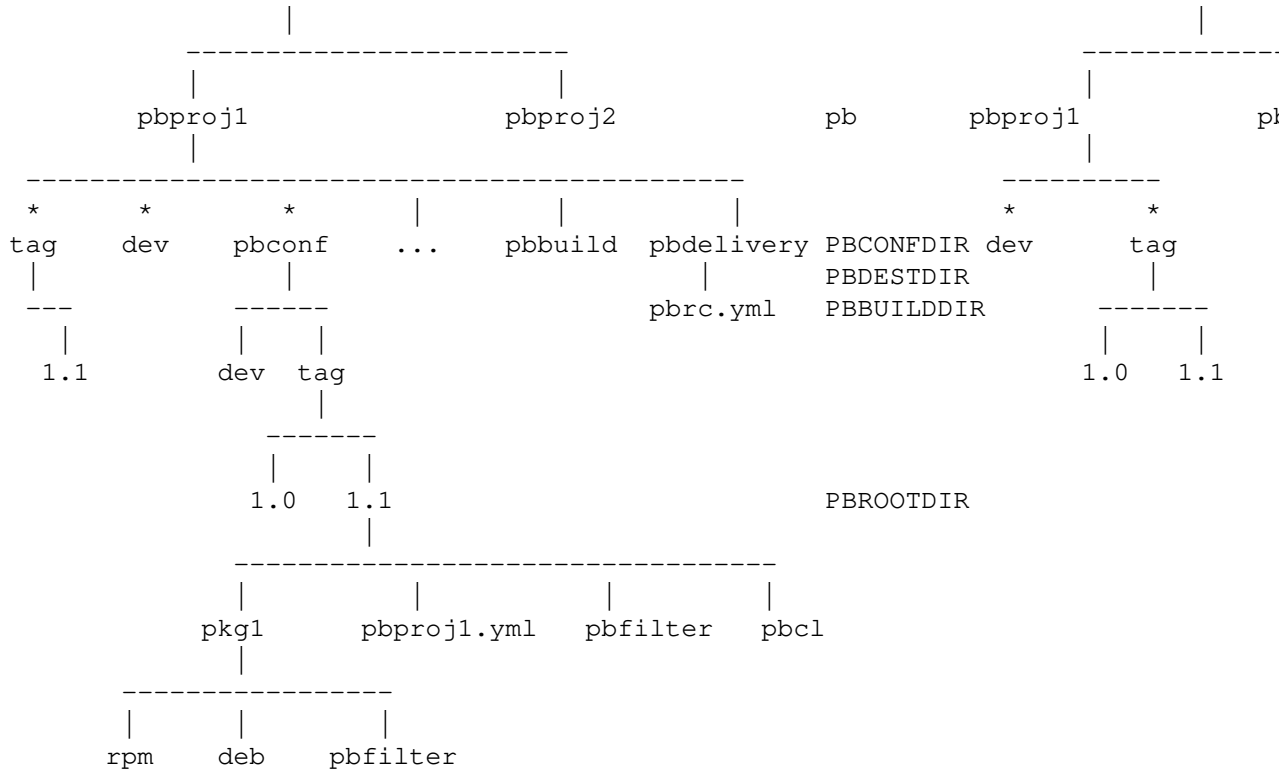 pbproj1 pbproj2 pb pbproj1
* * * | | | * *
tag dev pbconf ... pbbuild pbdelivery PBCONFDIR dev tag
PBDESTDIR
pbrc.yml PBBUILDDIR
1.1 dev tag 1.0 1.1
1.0 1.1 PBROOTDIR
pkg1 pbproj1.yml pbfilter pbcl
rpm deb pbfilter